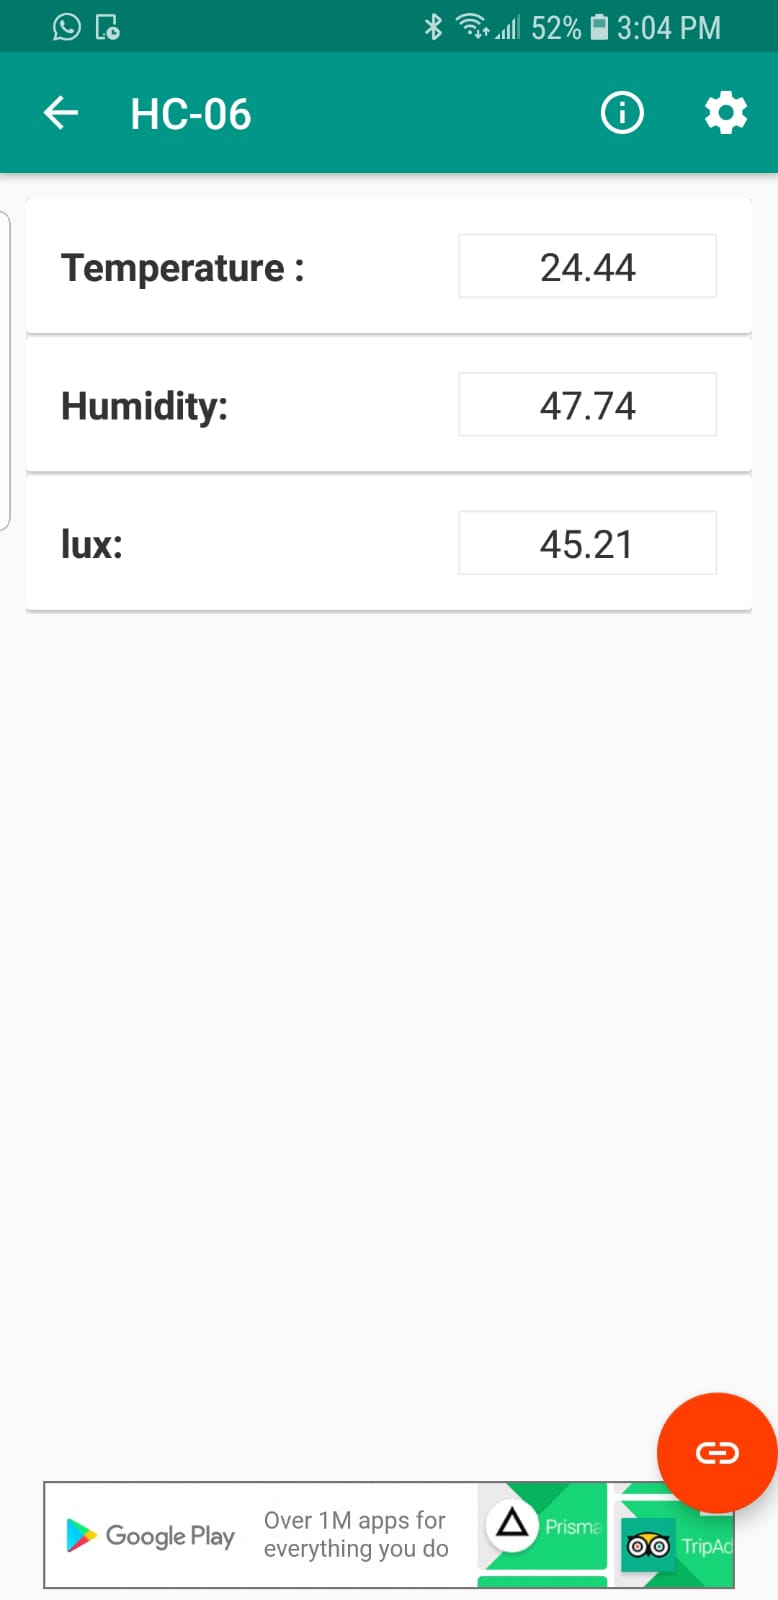 52% 3:04 PM
HC-06
Temperature : 24.44
Humidity: 47.74
lux: 45.21
Google Play
Over 1M apps for
everything you do
Prisma
TripAd